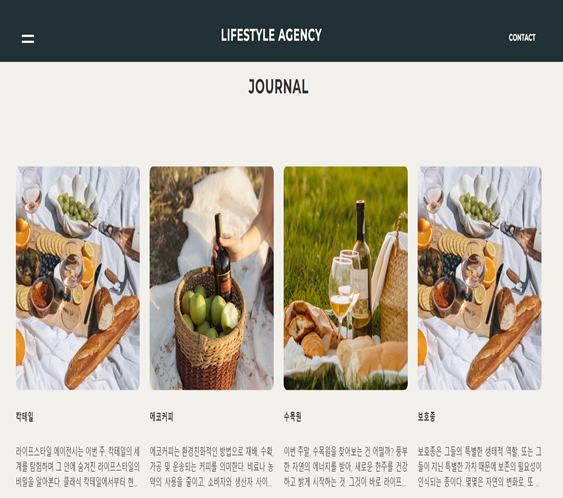 LIFESTYLE AGENCY
CONTACT
JOURNAL
칵테일
라이프스타일 에이전시는 이번 주, 칵테일의 세
계를 탐험하며 그 안에 숨겨진 라이프스타일의
비밀을 알아본다. 클래식 칵테일에서부터 현...
에코커피
에코커피는 환경친화적인 방법으로 재배, 수확,
가공 및 운송되는 커피를 의미한다. 비료나 농
약의 사용을 줄이고, 소비자와 생산자 사이...
수목원
이번 주말, 수목원을 찾아보는 건 어떨까? 풍부
한 자연의 에너지를 받아, 새로운 한주를 건강
하고 밝게 시작하는 것. 그것이 바로 라이프...
보호종
보호종은 그들의 특별한 생태적 역할, 또는 그
들이 지닌 특별한 가치 때문에 보존의 필요성이
인식되는 종이다. 몇몇은 자연의 변화로, 또 ...